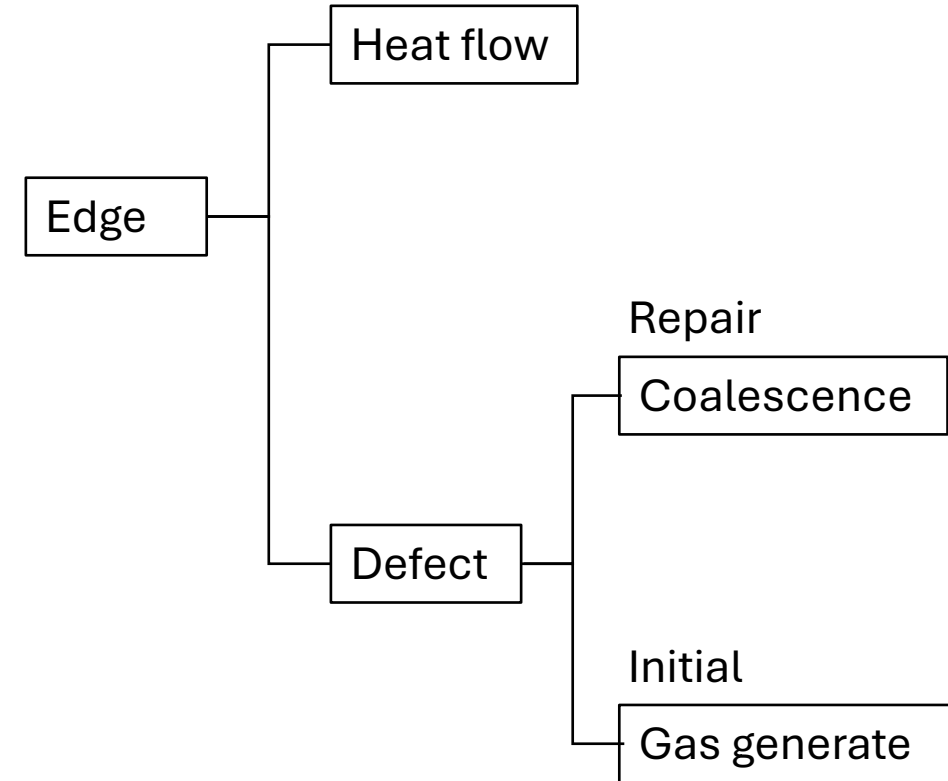 Heat flow
Edge
Repair
Coalescence
Defect
Initial
Gas generate